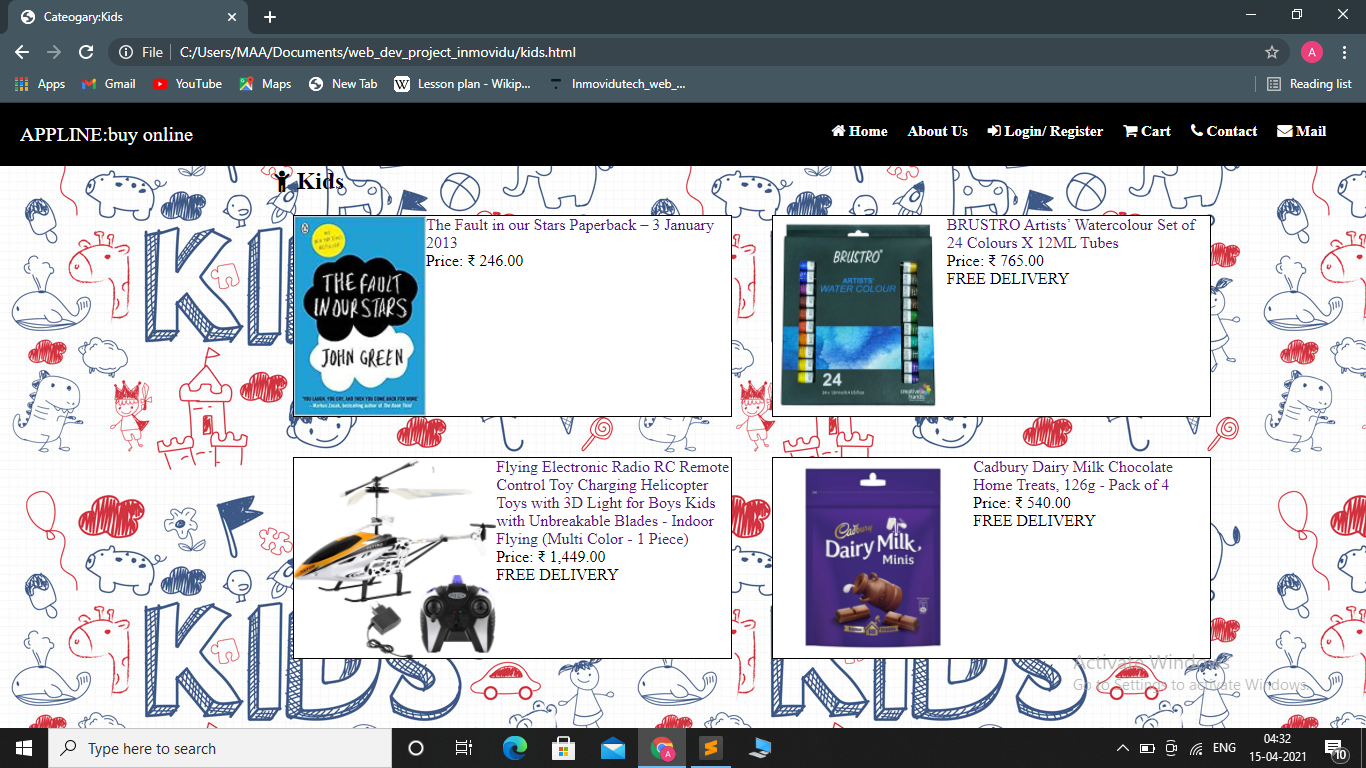 Cateogary:Kids
File
C:/Users/MAA/Documents/web_dev_project_inmovidu/kids.html
A
Apps
Gmail
YouTube
Maps
New Tab
Lesson plan - Wikip...
Inmovidutech_web_...
Reading list
APPLINE:buy online
Home
About Us
Login/ Register
Cart
Contact
Mail
Kids
THE FAULT
IN OUR STARS
JOHN GREEN
The Fault in our Stars Paperback – 3 January
2013
Price: ₹ 246.00
BRUSTRO
ARTISTS'
WATER COLOUR
24
BRUSTRO Artists’ Watercolour Set of
24 Colours X 12ML Tubes
Price: ₹ 765.00
FREE DELIVERY
Flying Electronic Radio RC Remote
Control Toy Charging Helicopter
Toys with 3D Light for Boys Kids
with Unbreakable Blades - Indoor
Flying (Multi Color - 1 Piece)
Price: ₹ 1,449.00
FREE DELIVERY
Cadbury
Dairy Milk
Minis
Cadbury Dairy Milk Chocolate
Home Treats, 126g - Pack of 4
Price: ₹ 540.00
FREE DELIVERY
KIDS
KIDS
Activate Windows
Go to Settings to activate Windows.
Type here to search
A
ENG
04:32
15-04-2021
10